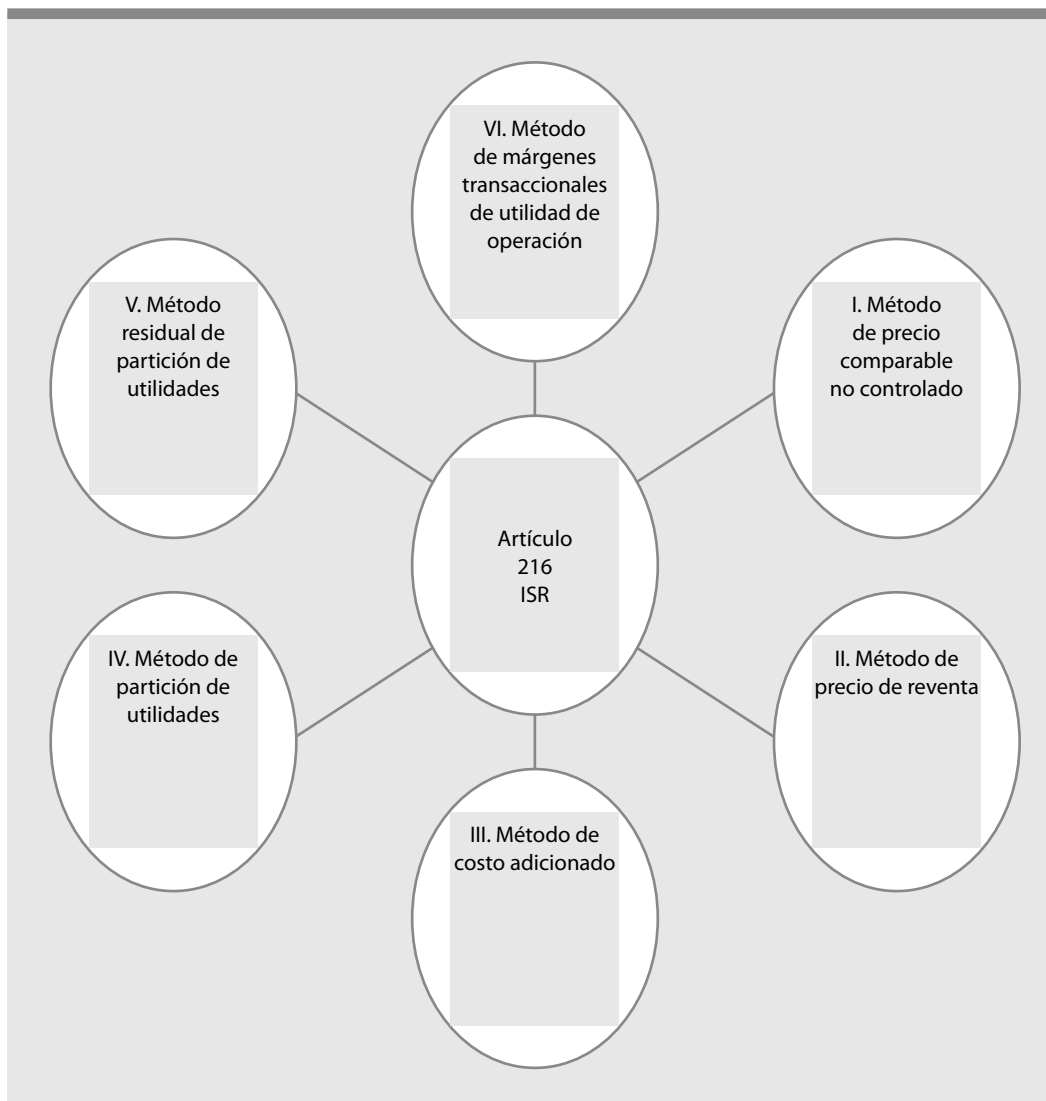 VI. Método
de márgenes
transaccionales
de utilidad de
operación
V. Método
residual de
partición de
utilidades
I. Método
de precio
comparable
no controlado
Artículo
216
ISR
IV. Método de
partición de
utilidades
II. Método de
precio de reventa
III. Método de
costo adicionado